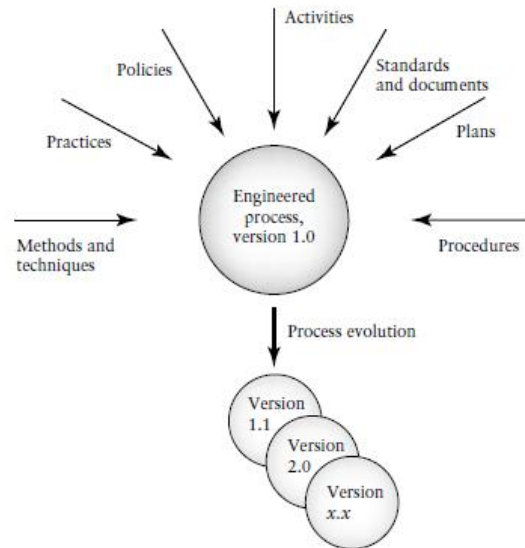 Activities
Policies
Standards
and documents
Practices
Plans
Engineered
process,
version 1.0
Methods and
techniques
Procedures
Process evolution
Version
1.1
Version
2.0
Version
x.x